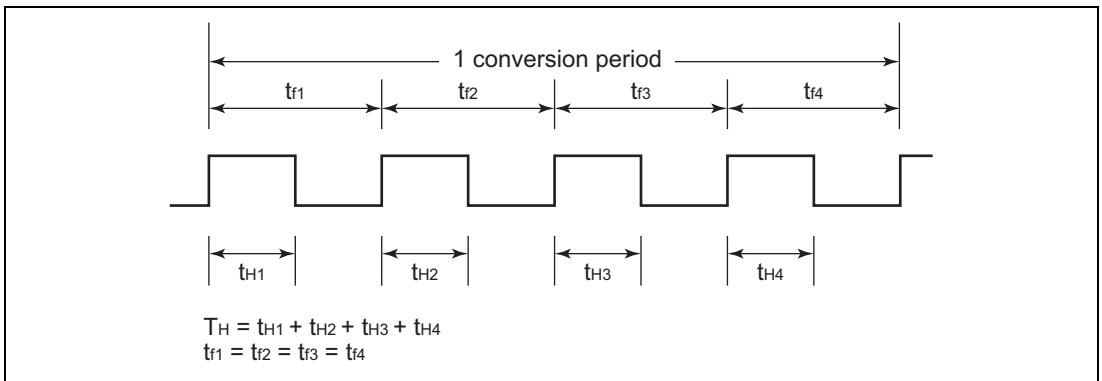 1 conversion period
tf1 tf2 tf3 tf4
tH1 tH2 tH3 tH4
TH = tH1 + tH2 + tH3 + tH4
tf1 = tf2 = tf3 = tf4